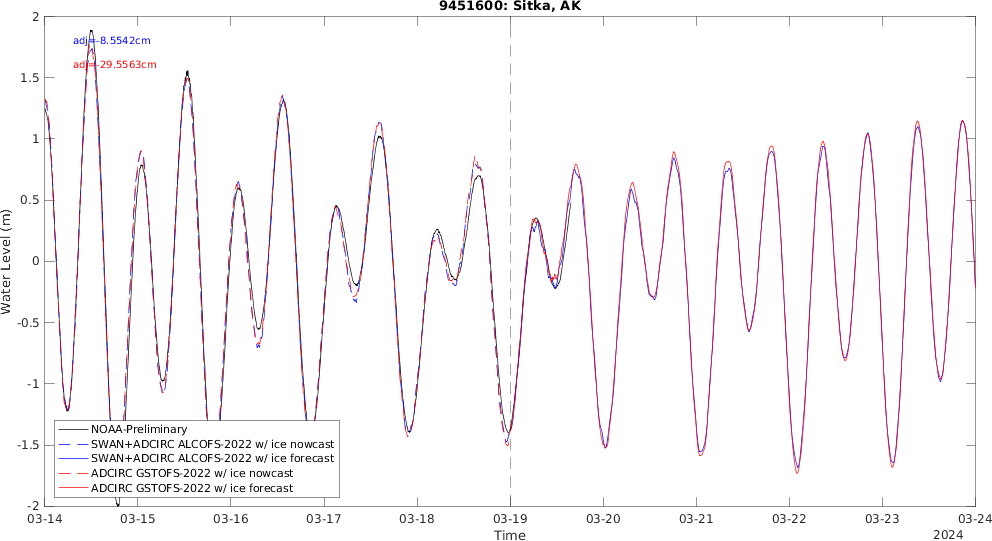 9451600: Sitka, AK
adj=-8.5542cm
adj=-29.5563cm
Water Level (m)
2
1.5
1
0.5
0
-0.5
-1
-1.5
-2
NOAA-Preliminary
SWAN+ADCIRC ALCOFS-2022 w/ ice nowcast
SWAN+ADCIRC ALCOFS-2022 w/ ice forecast
ADCIRC GSTOFS-2022 w/ ice nowcast
ADCIRC GSTOFS-2022 w/ ice forecast
03-14 03-15 03-16 03-17 03-18 03-19 03-20 03-21 03-22 03-23 03-24
Time
2024